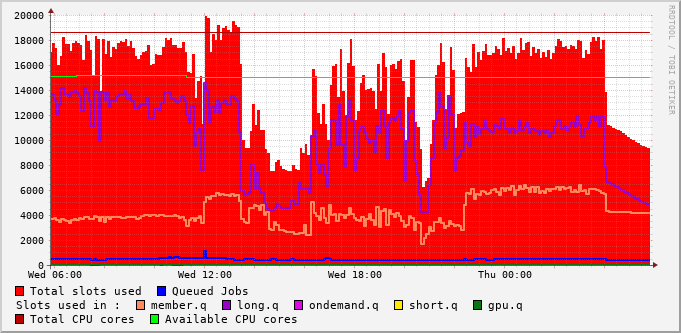 20000
18000
16000
14000
12000
10000
8000
6000
4000
2000
0
Wed 06:00 Wed 12:00 Wed 18:00 Thu 00:00
Total slots used Queued Jobs
Slots used in : member.q long.q ondemand.q short.q gpu.q
Total CPU cores Available CPU cores
RRDTOOL / TOBI OETIKER